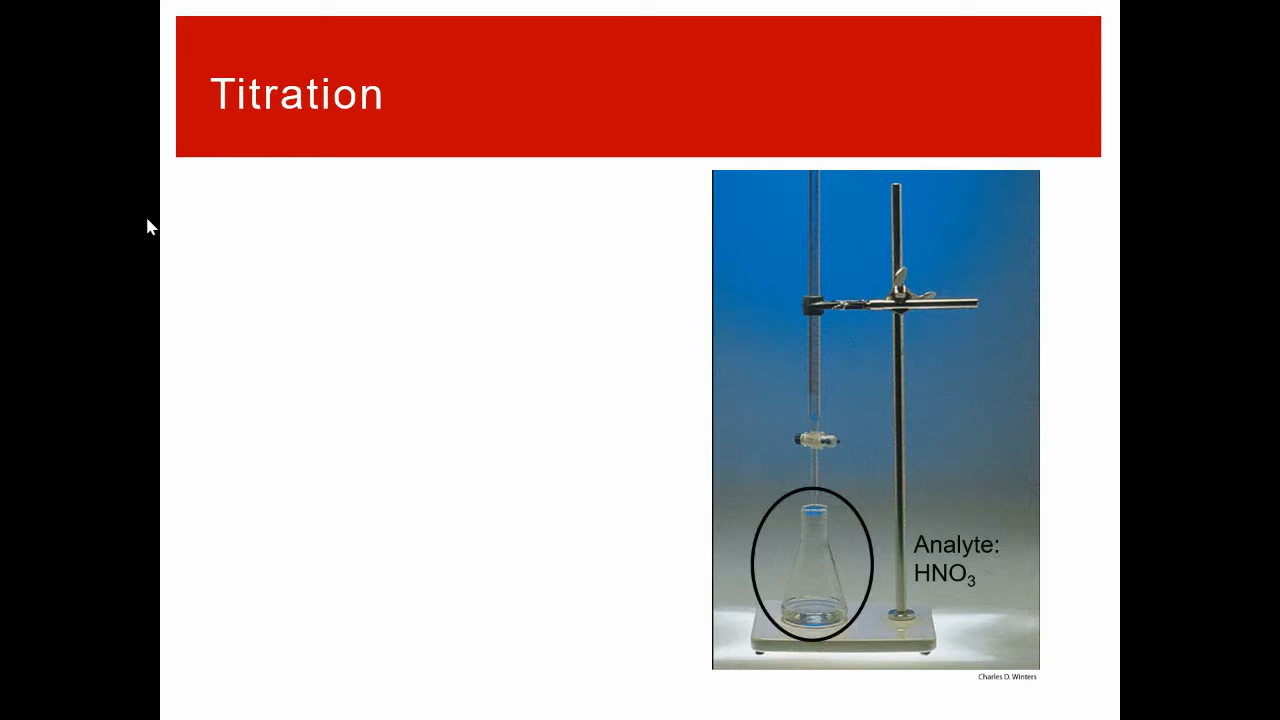 Titration
Analyte:
HNO₃
Charles D. Winters